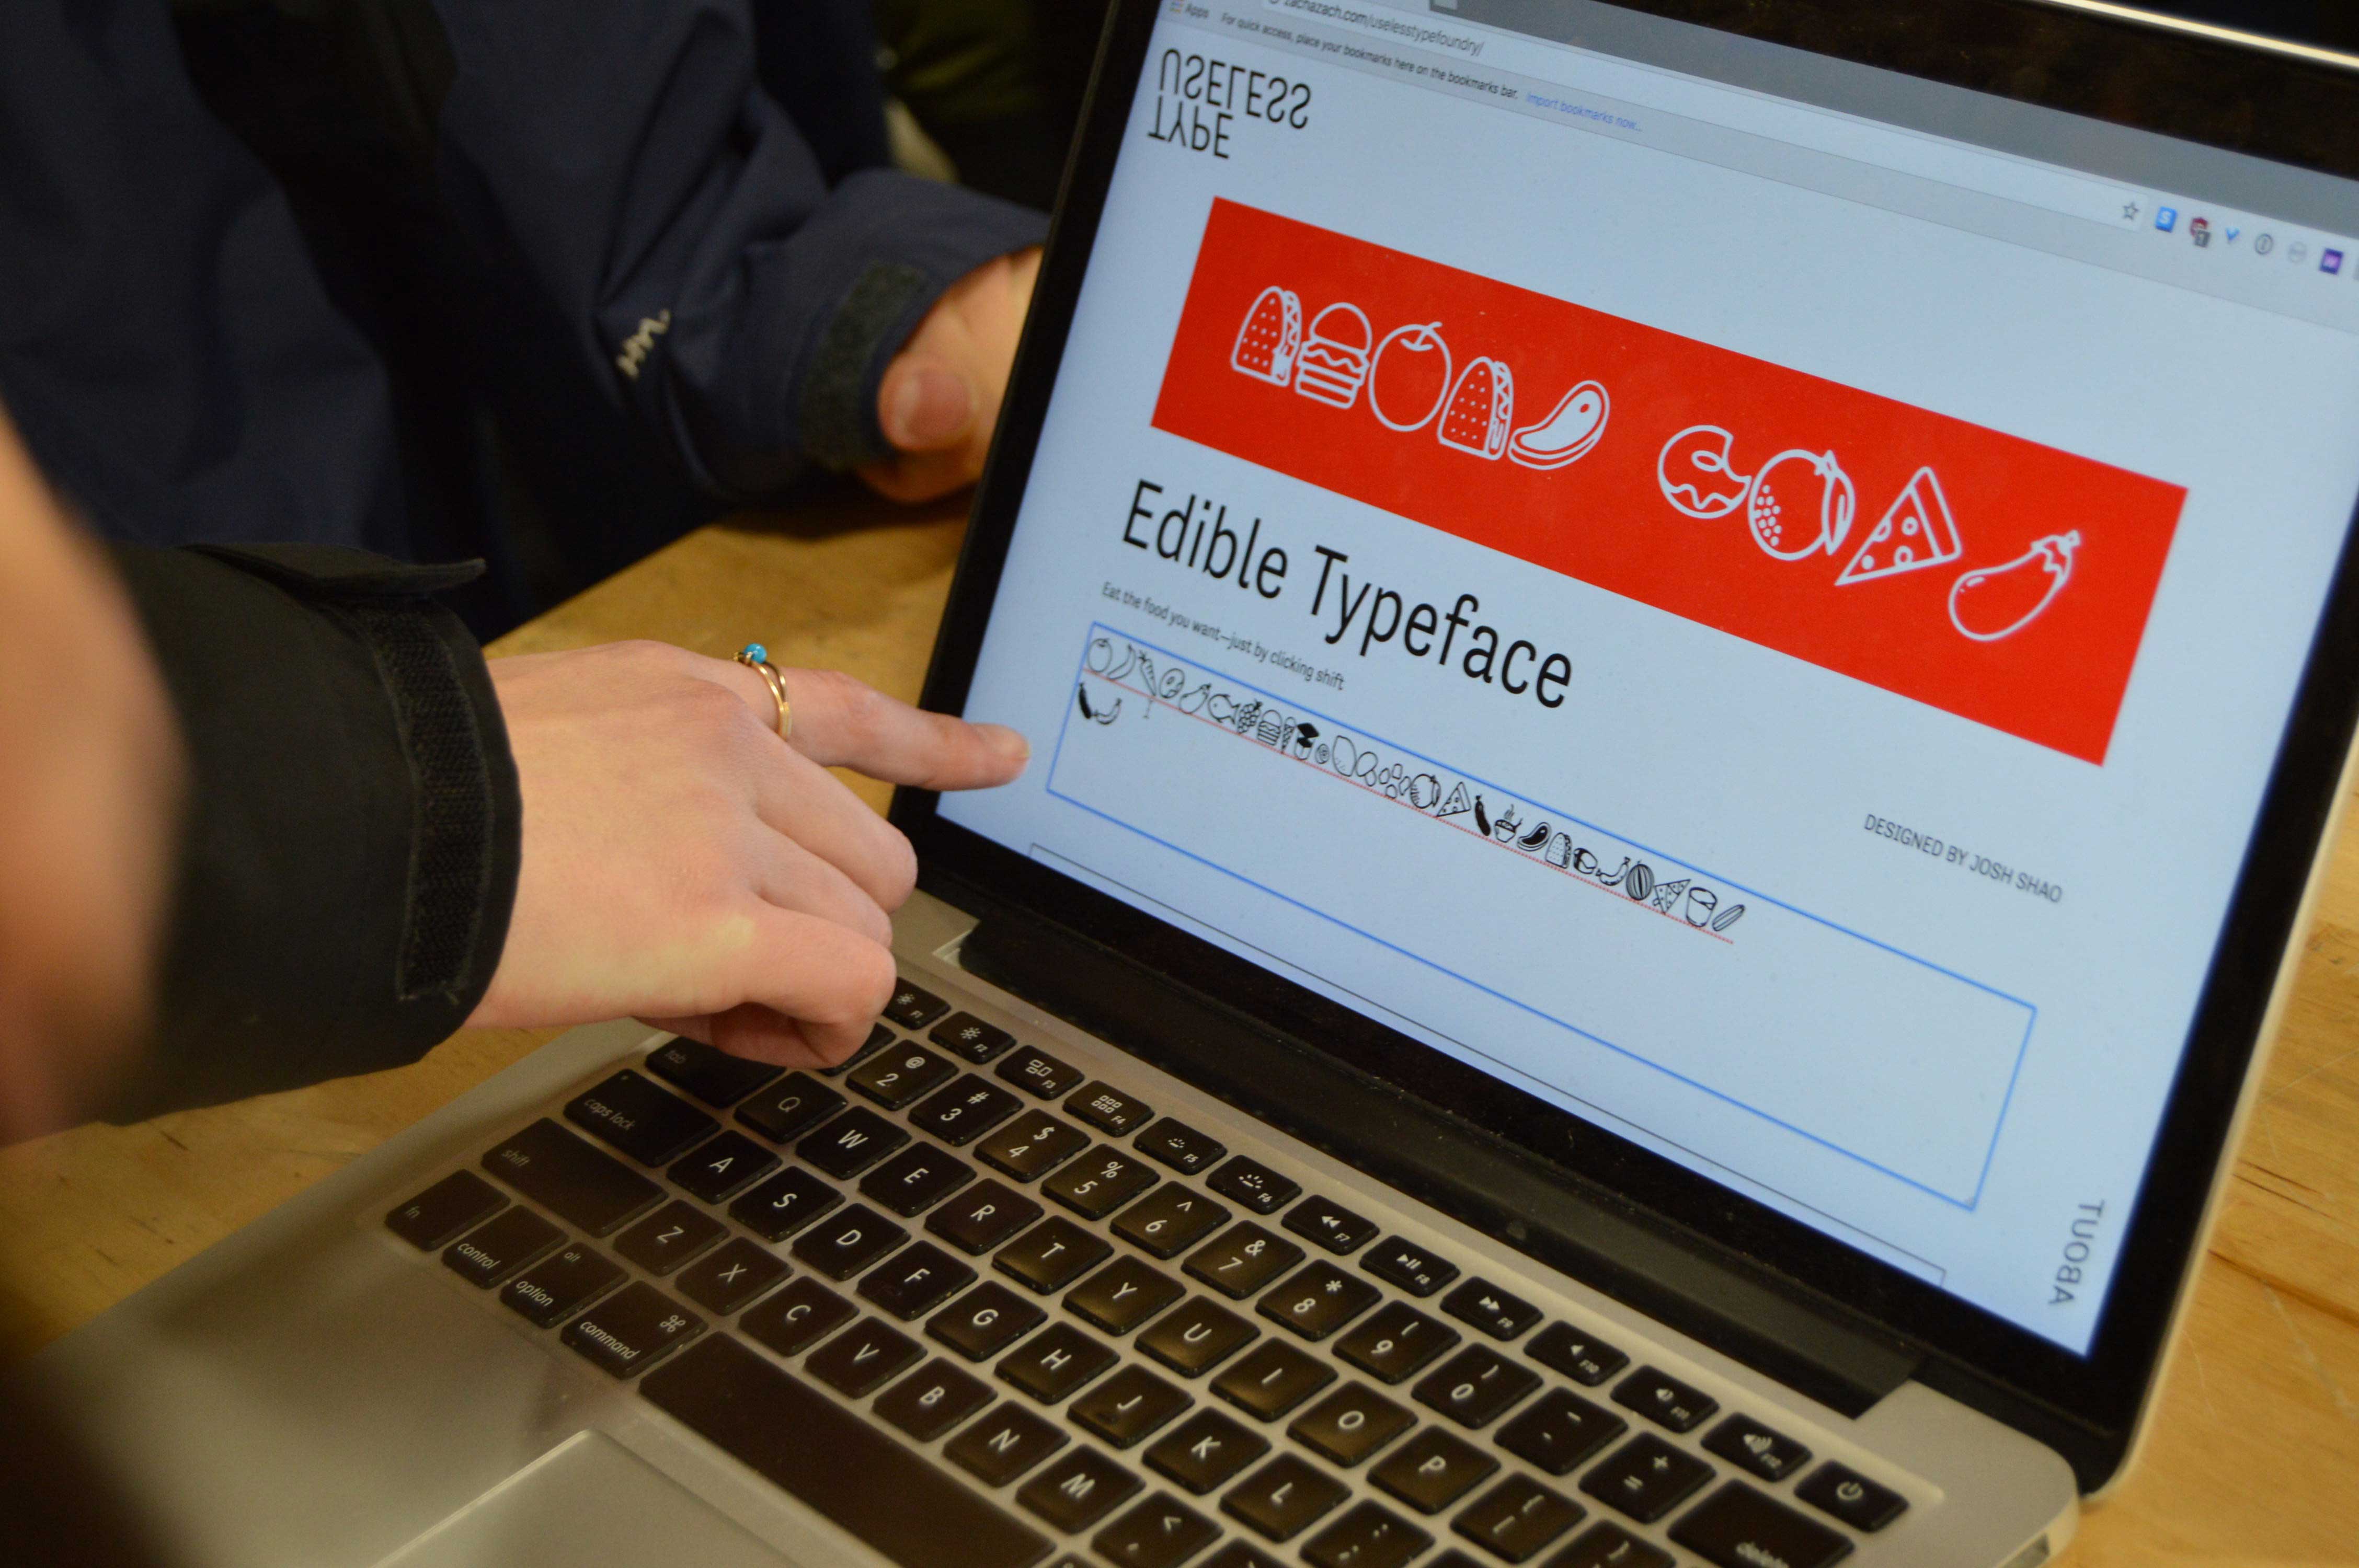 zachazach.com/uselesstypefoundry/
Apps For quick access, place your bookmarks here on the bookmarks bar. Import bookmarks now...
USELESS
TYPE
Edible Typeface
Eat the food you want—just by clicking shift
DESIGNED BY JOSH SHAO
ABOUT
HM.
F1 F2 F3 F4 F5 F6 F7 F8 F9 F10 F11 F12
@ 2 # 3 $ 4 % 5 ^ 6 & 7 * 8 ( 9 ) 0 - + =
tab Q W E R T Y U I O P { [ } delete
caps lock A S D F G H J K L : ;
shift Z X C V B N M < ,
fn control alt option ⌘ command